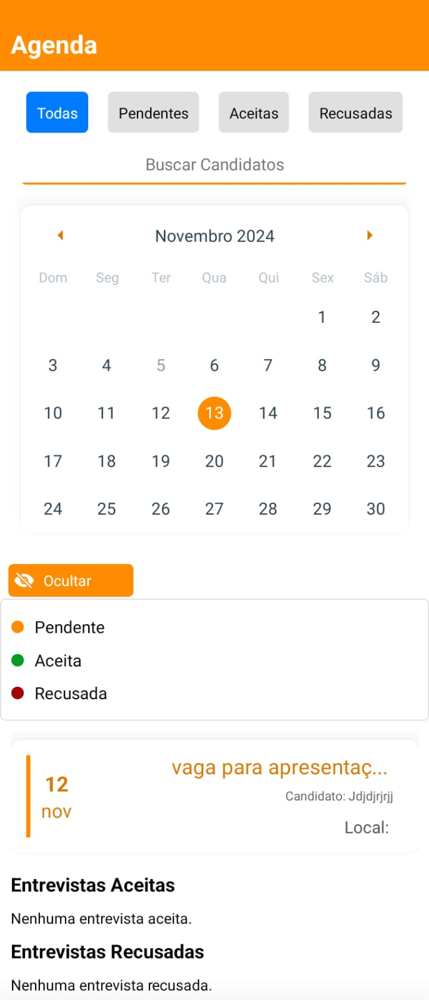 Agenda
Todas Pendentes Aceitas Recusadas
Buscar Candidatos
Novembro 2024
Dom Seg Ter Qua Qui Sex Sáb
1 2
3 4 5 6 7 8 9
10 11 12 13 14 15 16
17 18 19 20 21 22 23
24 25 26 27 28 29 30
Ocultar
Pendente
Aceita
Recusada
12
nov
vaga para apresentaç...
Candidato: Jdjdjrjrjj
Local:
Entrevistas Aceitas
Nenhuma entrevista aceita.
Entrevistas Recusadas
Nenhuma entrevista recusada.